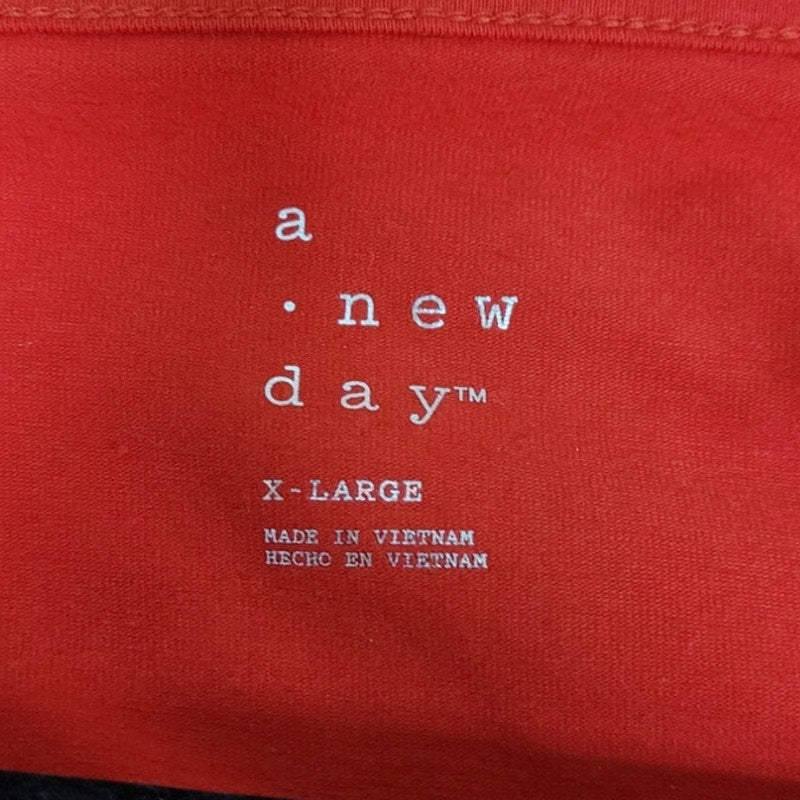 a
· new
day™
X-LARGE
MADE IN VIETNAM
HECHO EN VIETNAM